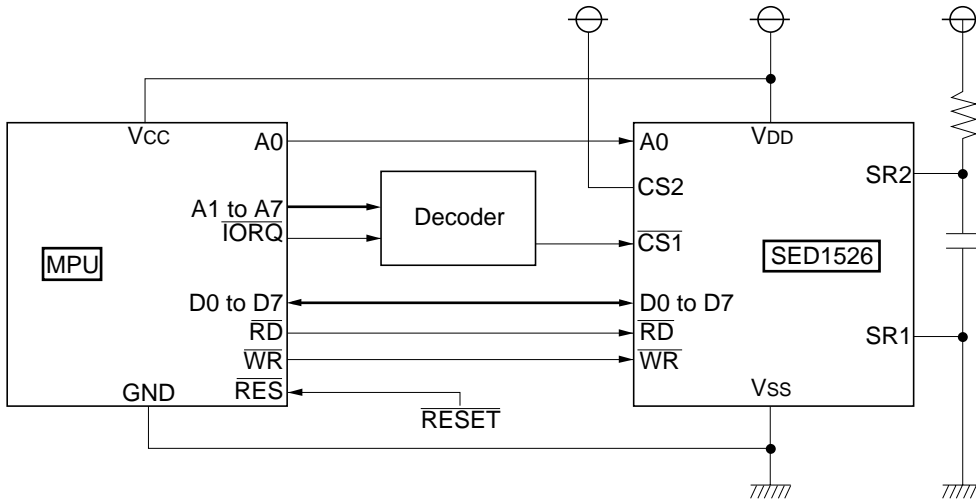 VCC
VDD
A0
A0
SR2
CS2
A1 to A7
Decoder
IORQ
CS1
MPU
SED1526
D0 to D7
D0 to D7
RD
RD
SR1
WR
WR
GND
RES
VSS
RESET